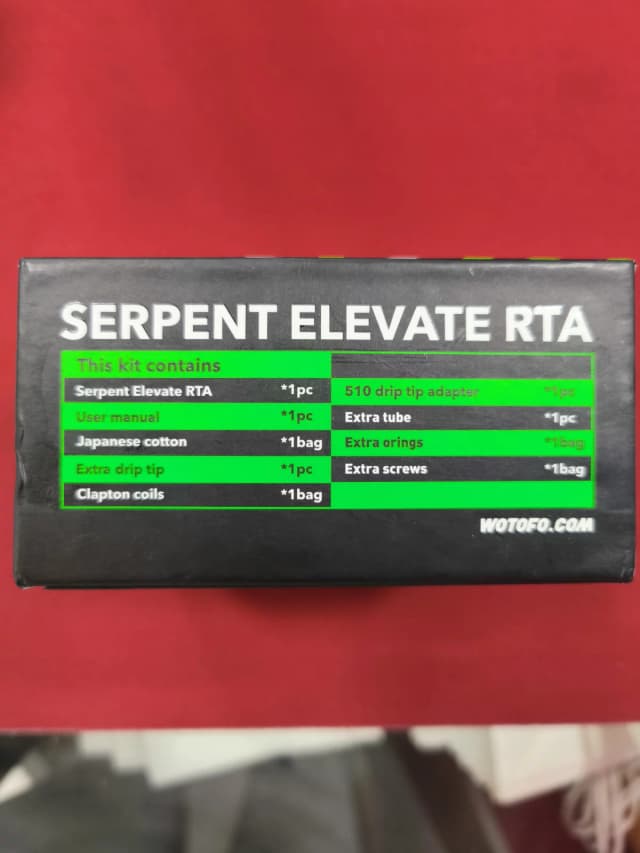 SERPENT ELEVATE RTA
This kit contains
Serpent Elevate RTA *1pc
User manual *1pc
Japanese cotton *1bag
Extra drip tip *1pc
Clapton coils *1bag
510 drip tip adapter *1pc
Extra tube *1pc
Extra orings *1bag
Extra screws *1bag
WOTOFO.COM